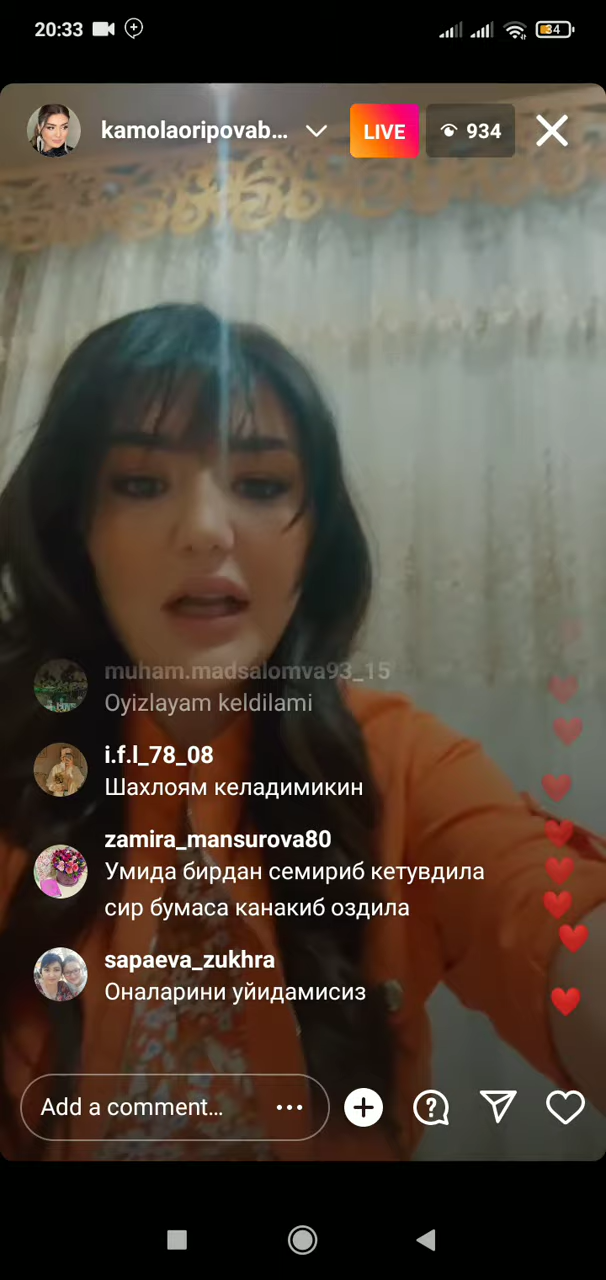 20:33
34
kamolaoripovab...
LIVE
934
muham.madsalomva93_15
Oyizlayam keldilami
i.f.l_78_08
Шахлоям келадимикин
zamira_mansurova80
Умида бирдан семириб кетувдила
сир бумаса канакиб оздила
sapaeva_zukhra
Оналарини уйидамисиз
Add a comment...